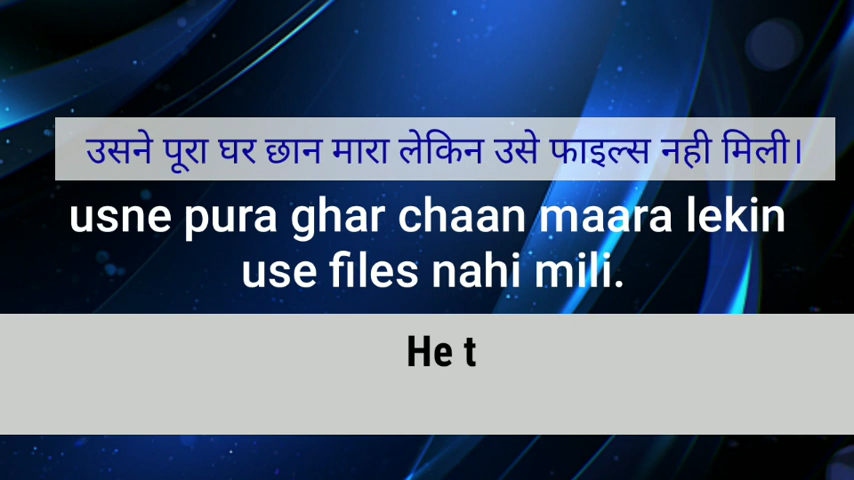 उसने पूरा घर छान मारा लेकिन उसे फाइल्स नही मिली।
usne pura ghar chaan maara lekin
use files nahi mili.
He t